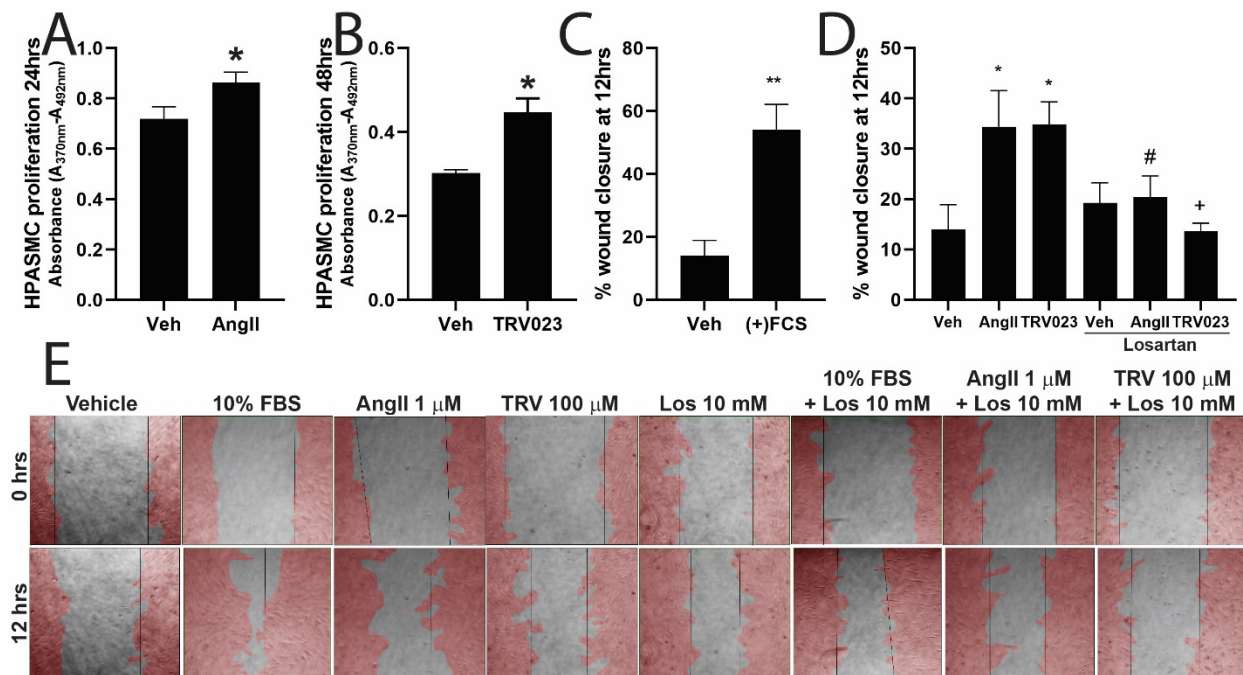 A
HPASMC proliferation 24hrs
Absorbance (A370nm-A492nm)
1.0
0.8
0.6
0.4
0.2
0.0
*
Veh AngII
B
HPASMC proliferation 48hrs
Absorbance (A370nm-A492nm)
0.6
0.4
0.2
0.0
*
Veh TRV023
C
% wound closure at 12hrs
80
60
40
20
0
**
Veh (+)FCS
D
% wound closure at 12hrs
50
40
30
20
10
0
* * # +
Veh AngII TRV023 Veh AngII TRV023
Losartan
E
Vehicle
10% FBS
AngII 1 μM
TRV 100 μM
Los 10 mM
10% FBS
+ Los 10 mM
AngII 1 μM
+ Los 10 mM
TRV 100 μM
+ Los 10 mM
0 hrs
12 hrs